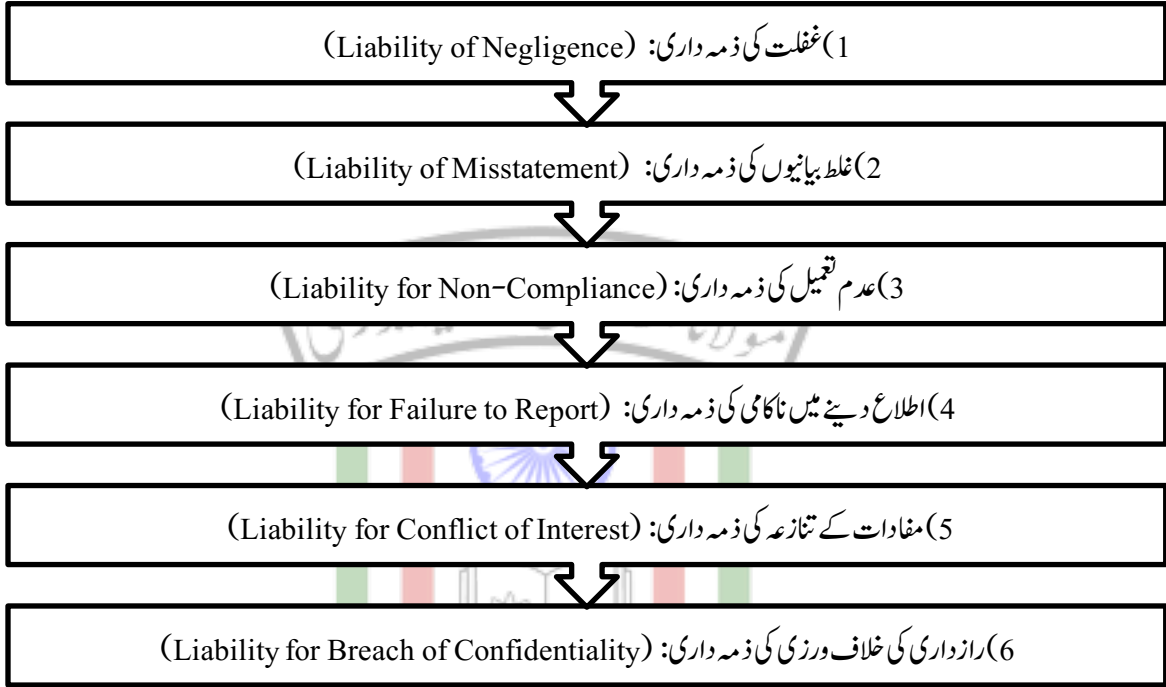 1)غفلت کی ذمہ داری: (Liability of Negligence)
2)غلط بیانیوں کی ذمہ داری: (Liability of Misstatement)
3)عدم تعمیل کی ذمہ داری: (Liability for Non-Compliance)
مولانا
4)اطلاع دینے میں ناکامی کی ذمہ داری: (Liability for Failure to Report)
5)مفادات کے تنازعہ کی ذمہ داری: (Liability for Conflict of Interest)
6)رازداری کی خلاف ورزی کی ذمہ داری: (Liability for Breach of Confidentiality)